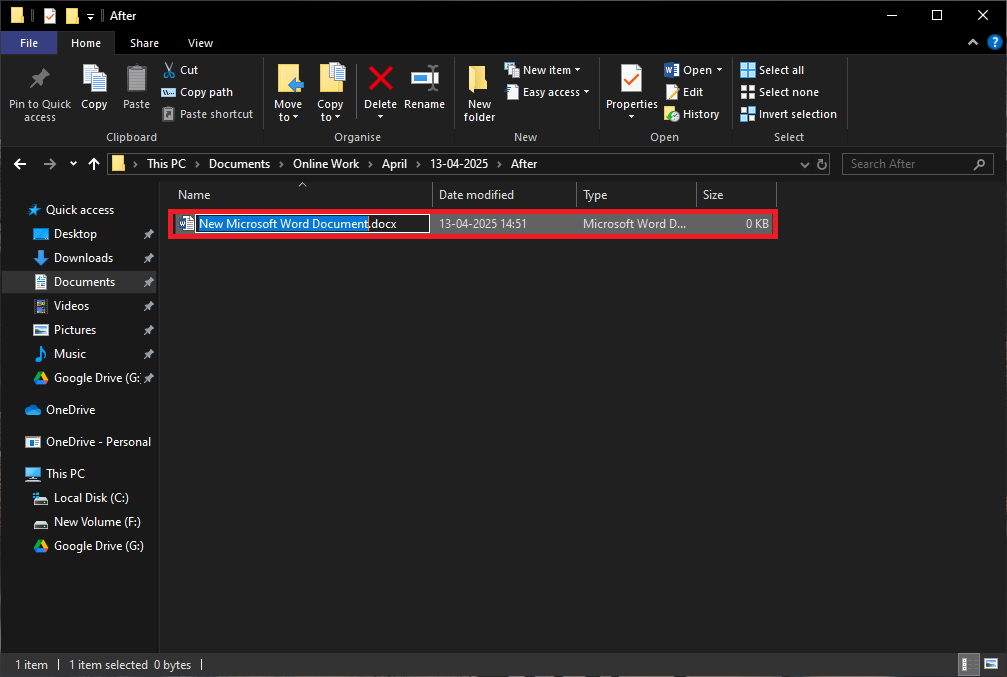 After
File Home Share View
Pin to Quick access
Copy
Paste
Cut
Copy path
Paste shortcut
Clipboard
Move to
Copy to
Delete
Rename
Organise
New folder
New item
Easy access
New
Properties
Open
Edit
History
Open
Select all
Select none
Invert selection
Select
This PC > Documents > Online Work > April > 13-04-2025 > After
Search After
Name Date modified Type Size
New Microsoft Word Document.docx 13-04-2025 14:51 Microsoft Word D... 0 KB
Quick access
Desktop
Downloads
Documents
Videos
Pictures
Music
Google Drive (G:
OneDrive
OneDrive - Personal
This PC
Local Disk (C:)
New Volume (F:)
Google Drive (G:)
1 item | 1 item selected 0 bytes |